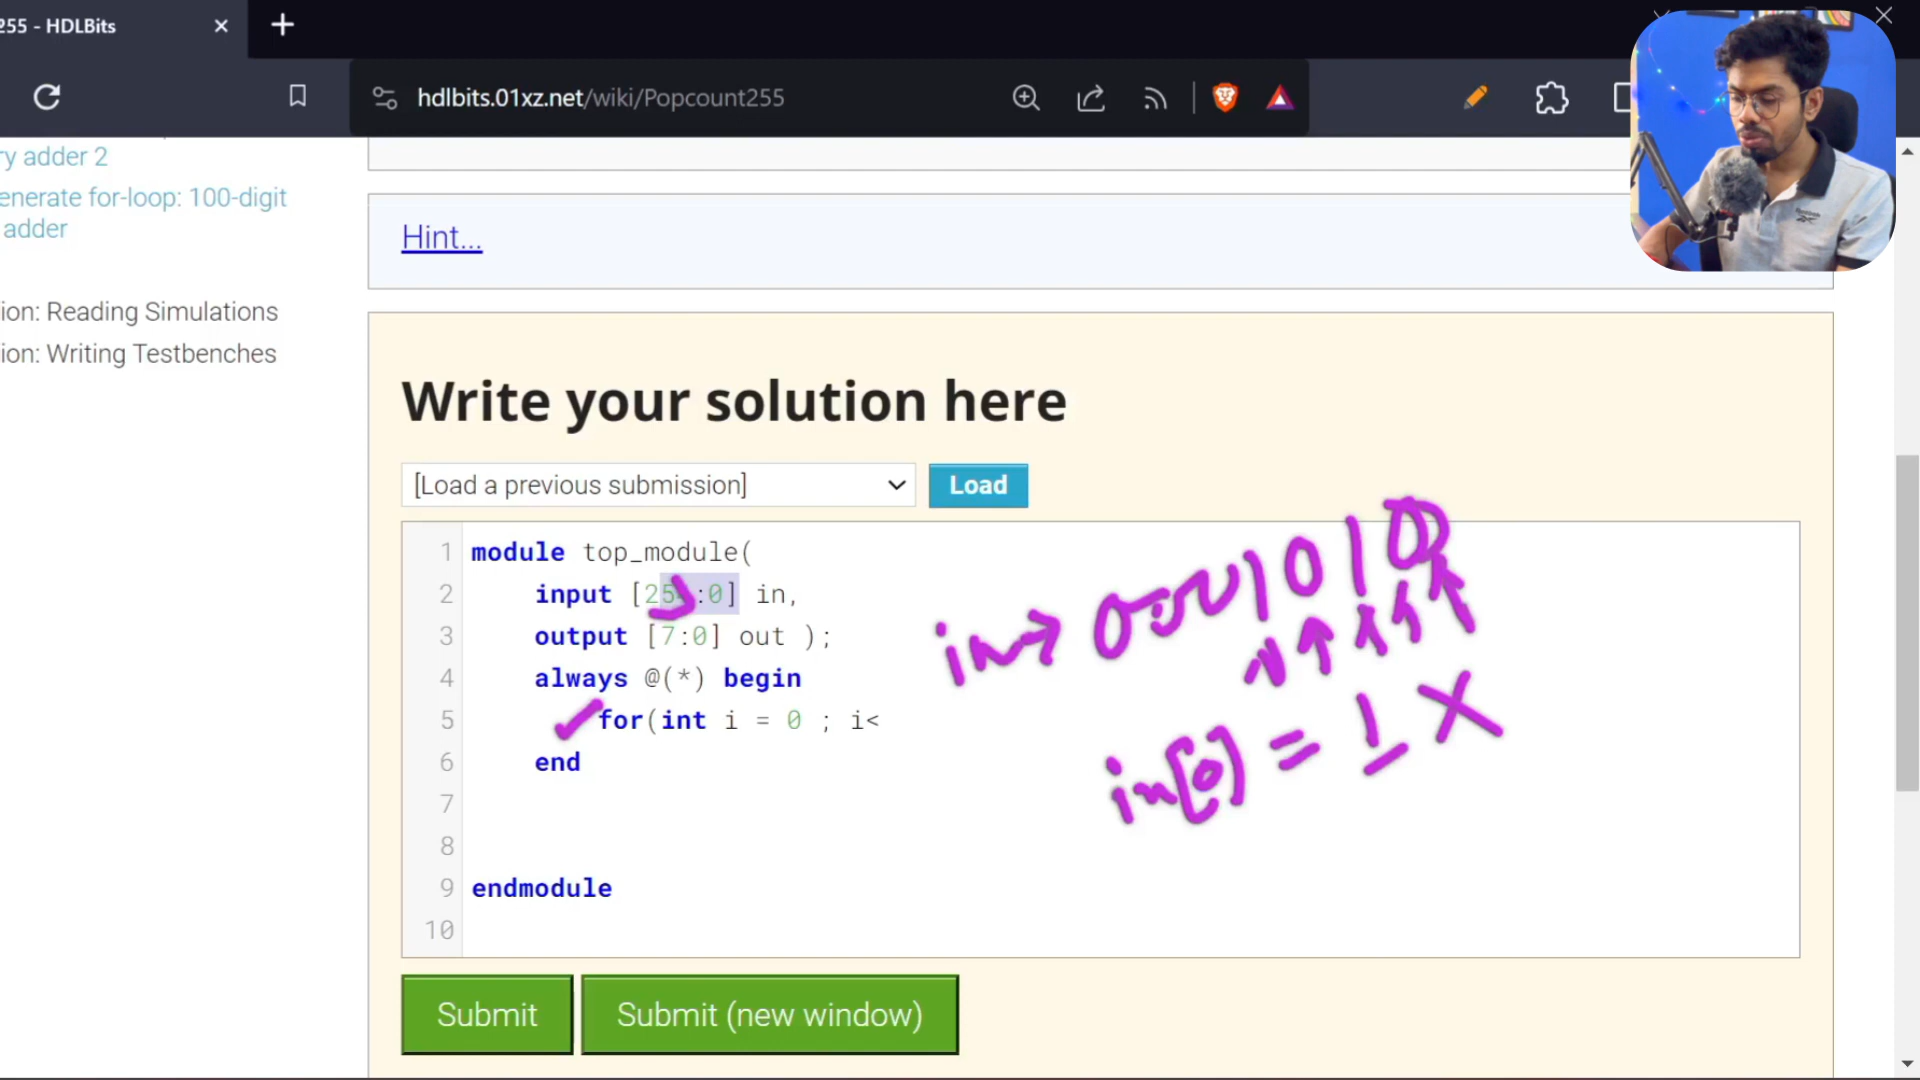 255 - HDLBits
hdlbits.01xz.net/wiki/Popcount255
ry adder 2
enerate for-loop: 100-digit
adder
ion: Reading Simulations
ion: Writing Testbenches
Hint...
Write your solution here
[Load a previous submission]
Load
1 module top_module(
2 input [254:0] in,
3 output [7:0] out );
4 always @(*) begin
5 for(int i = 0 ; i<
6 end
7
8
9 endmodule
10
in→
1010
in[0] = 1 X
Submit
Submit (new window)